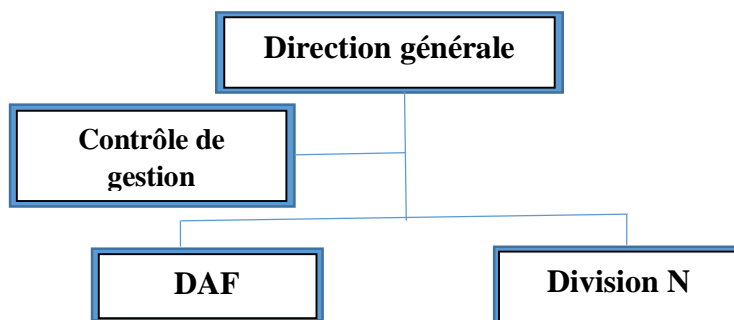 Direction générale
Contrôle de
gestion
DAF
Division N